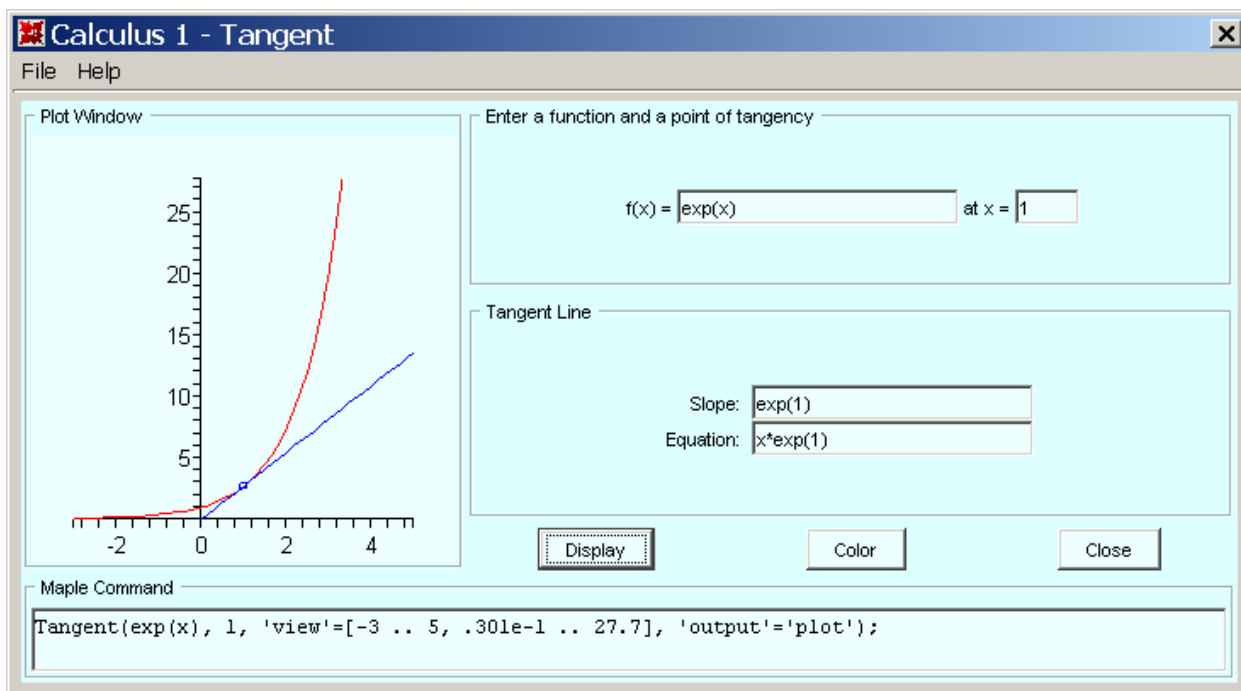 Calculus 1 - Tangent
File Help
Plot Window
25
20
15
10
5
-2 0 2 4
Enter a function and a point of tangency
f(x) = exp(x) at x = 1
Tangent Line
Slope: exp(1)
Equation: x*exp(1)
Display Color Close
Maple Command
Tangent(exp(x), 1, 'view'=[-3 .. 5, .301e-1 .. 27.7], 'output'='plot');